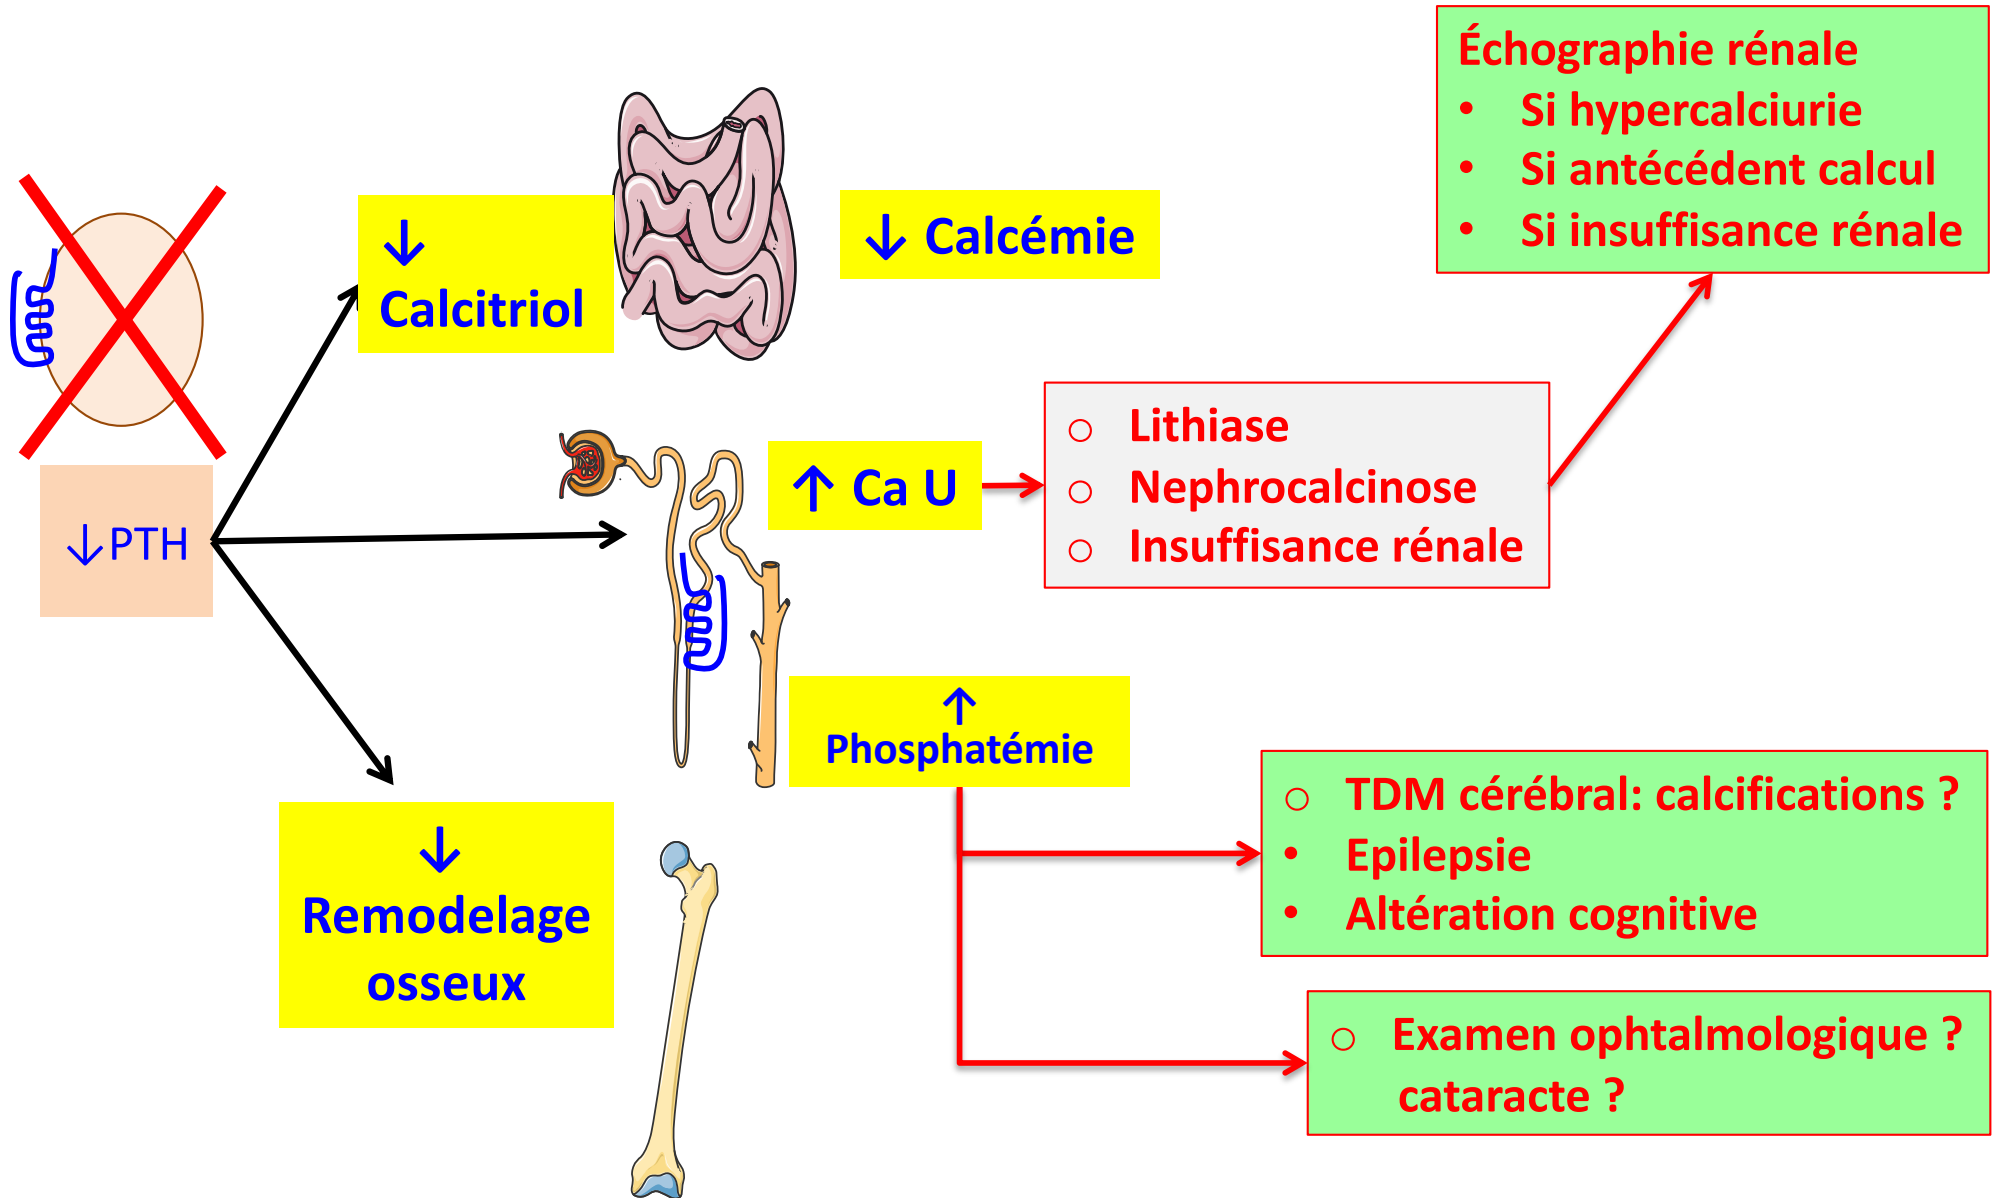 ↓PTH
↓
Calcitriol
↓ Calcémie
↑ Ca U
↑
Phosphatémie
↓
Remodelage
osseux
o Lithiase
o Nephrocalcinose
o Insuffisance rénale
Échographie rénale
• Si hypercalciurie
• Si antécédent calcul
• Si insuffisance rénale
o TDM cérébral: calcifications ?
• Epilepsie
• Altération cognitive
o Examen ophtalmologique ?
cataracte ?